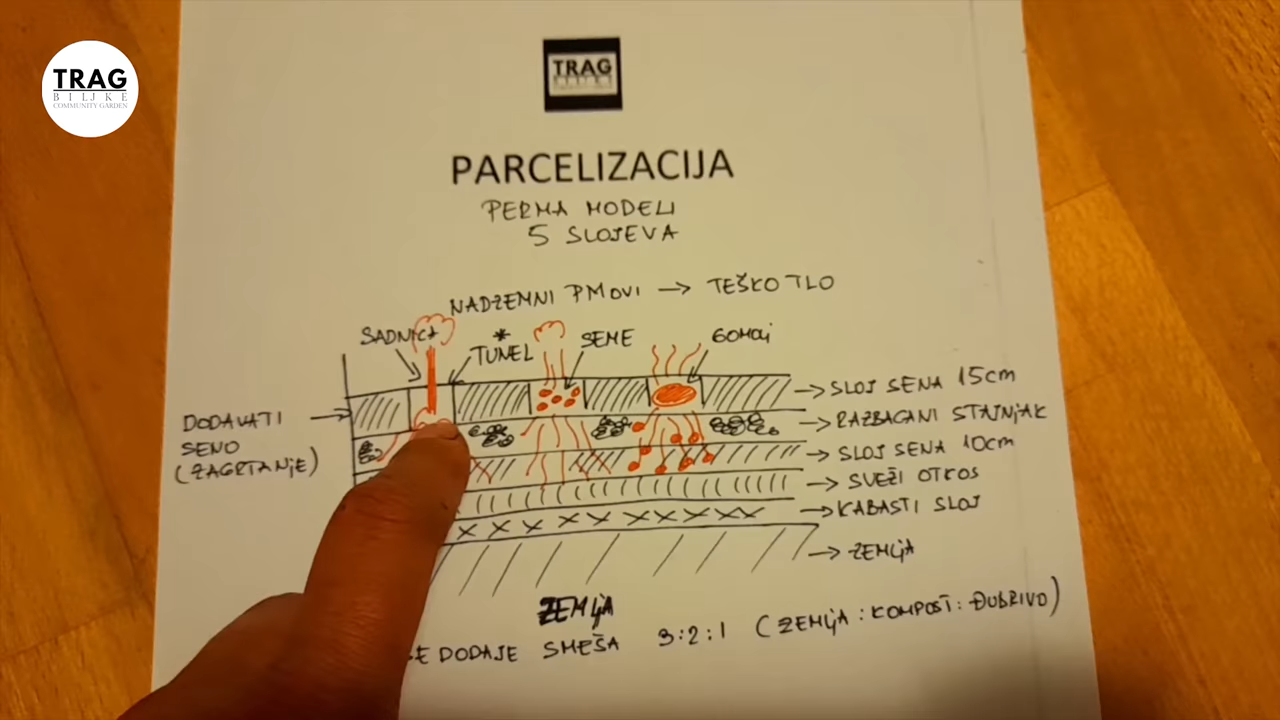 TRAG
BILJKE
COMMUNITY GARDEN
TRAG
BILJKE
PARCELIZACIJA
PERMA MODELI
5 SLOJEVA
NADZEMNI PMOVI → TEŠKO TLO
SADNICA
* TUNEL
SEME
GOMOLJ
DODAVATI SENO (ZAGRTANJE)
→ SLOJ SENA 15cm
→ RAZBACANI STAJNJAK
→ SLOJ SENA 10cm
→ SVEŽI OTKOS
→ KABASTI SLOJ
→ ZEMLJA
ZEMLJA
SE DODAJE SMEŠA 3:2:1 (ZEMLJA : KOMPOST : ĐUBRIVO)